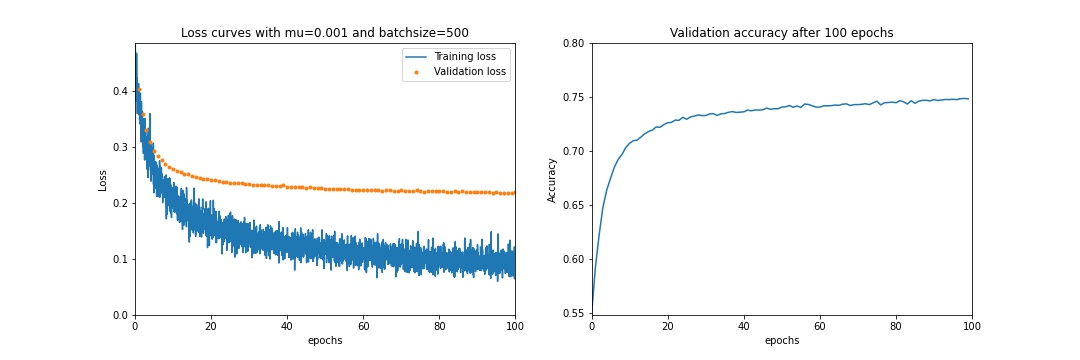 Loss curves with mu=0.001 and batchsize=500
Training loss
Validation loss
0.4
0.3
0.2
0.1
0.0
Loss
0 20 40 60 80 100
epochs
Validation accuracy after 100 epochs
0.80
0.75
0.70
0.65
0.60
0.55
Accuracy
0 20 40 60 80 100
epochs